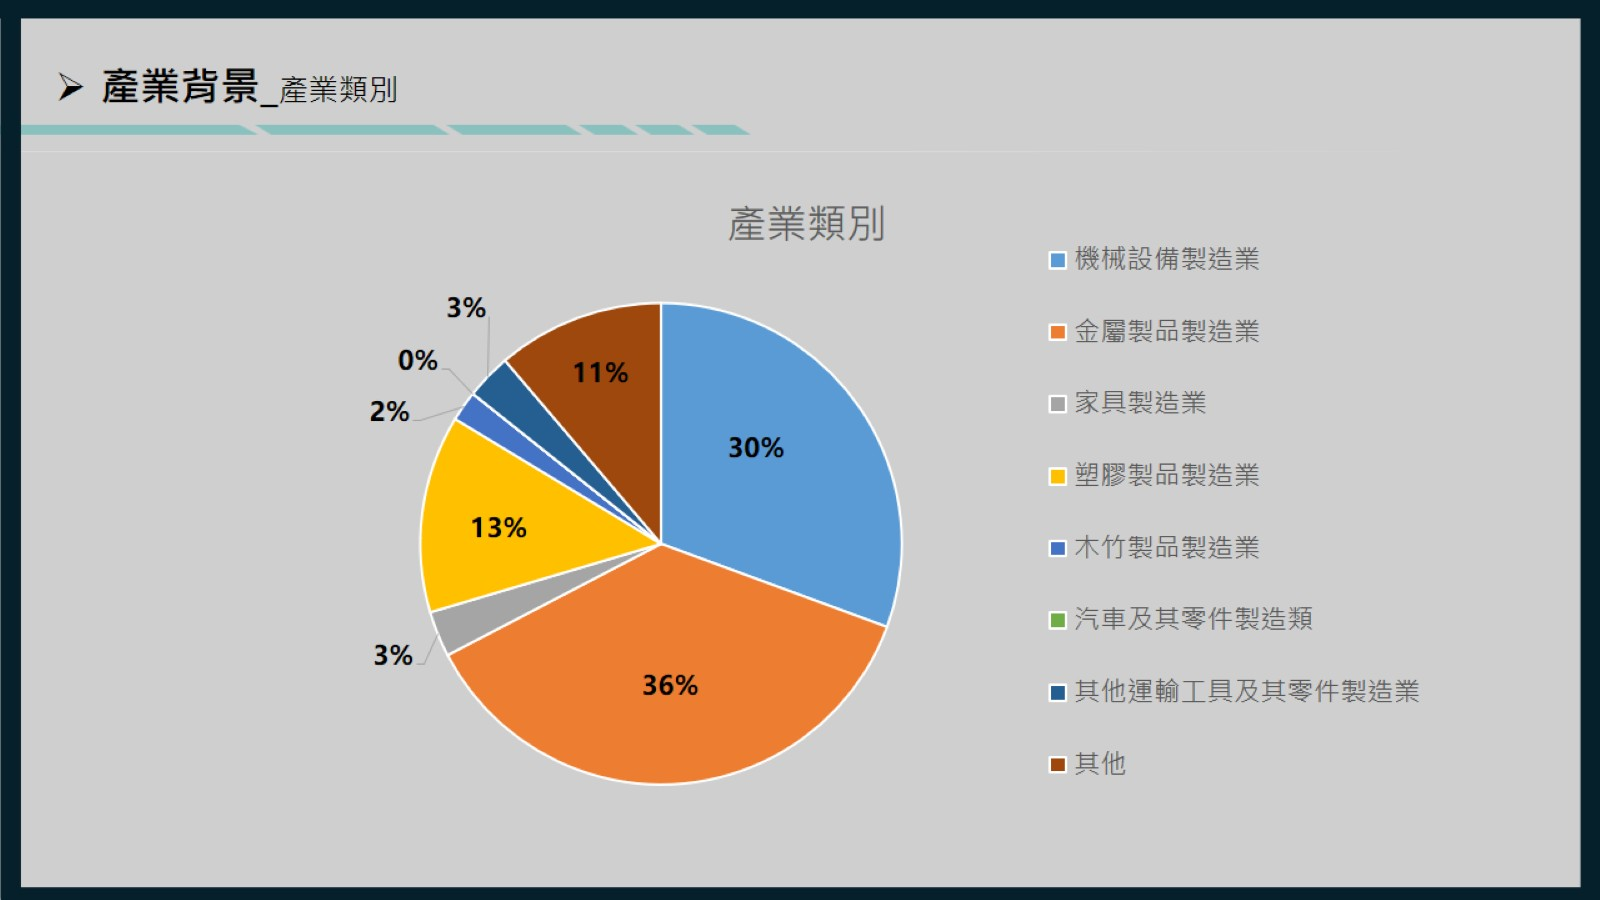 ➢ 產業背景_產業類別
產業類別
機械設備製造業
金屬製品製造業
家具製造業
塑膠製品製造業
木竹製品製造業
汽車及其零件製造類
其他運輸工具及其零件製造業
其他
3%
0%
2%
11%
30%
13%
3%
36%